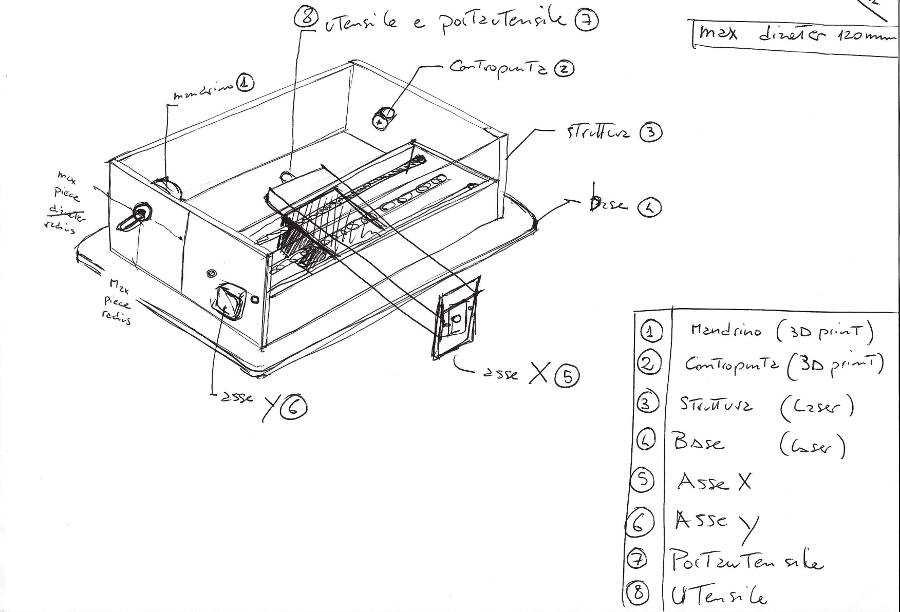 ⑧ utensile e portautensile ⑦
max diameter 120mm
contropunta ②
mandrino ①
struttura ③
max
piece
diameter
radius
base ④
Max
piece
radius
asse X ⑤
asse Y ⑥
① Mandrino (3D print)
② Contropunta (3D print)
③ Struttura (Laser)
④ Base (Laser)
⑤ Asse X
⑥ Asse Y
⑦ Portautensile
⑧ Utensile